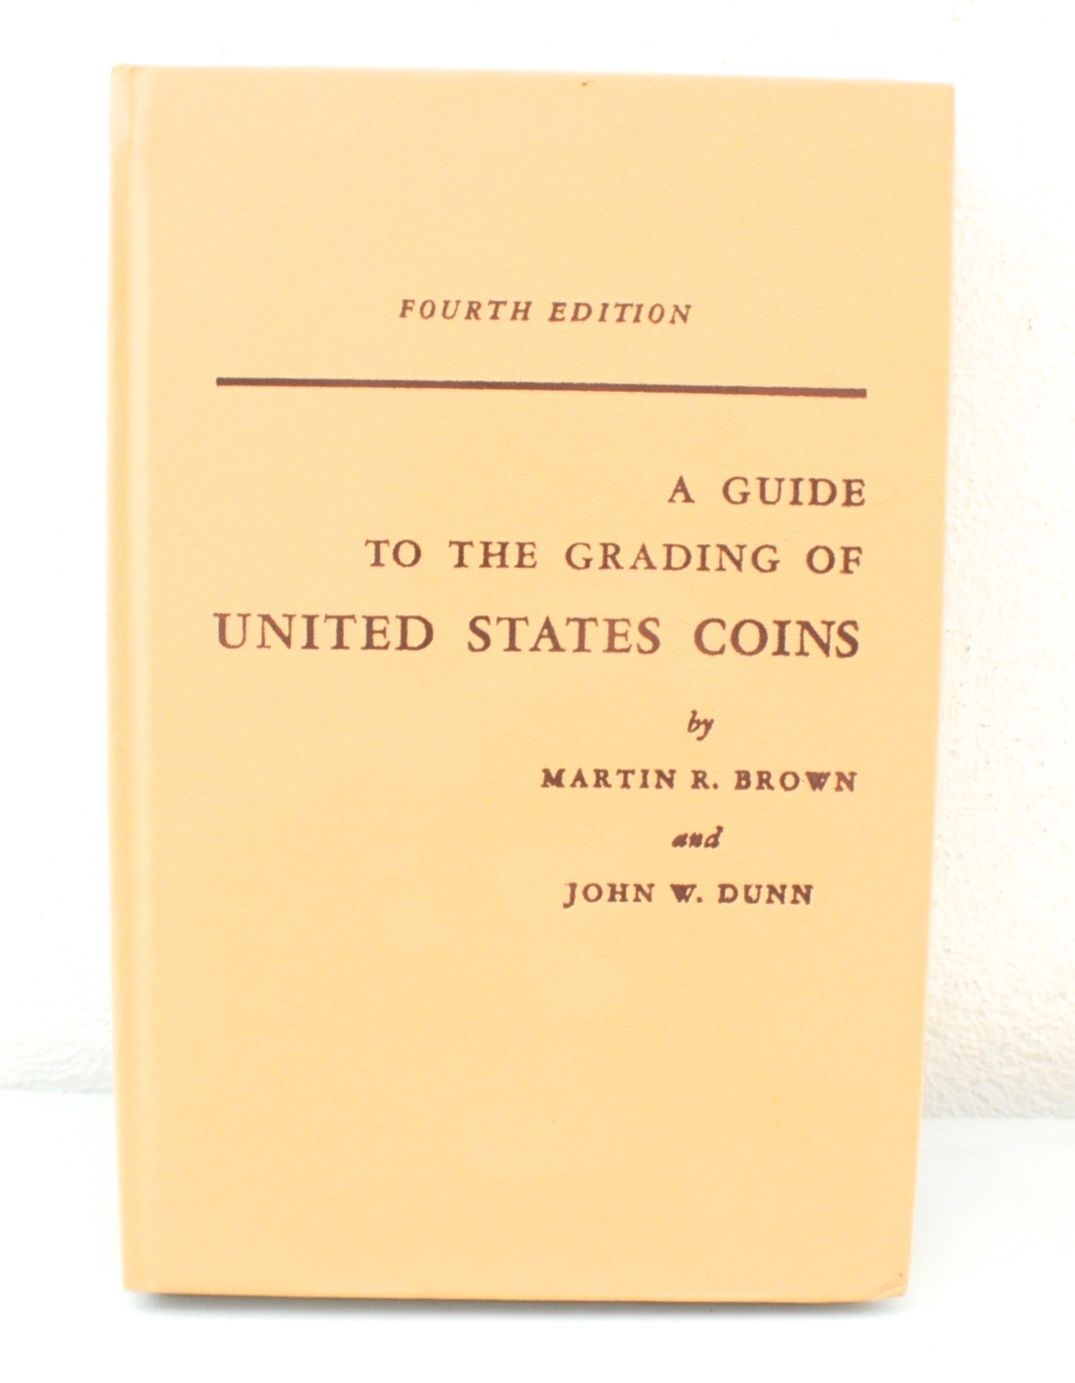 FOURTH EDITION
A GUIDE
TO THE GRADING OF
UNITED STATES COINS
by
MARTIN R. BROWN
and
JOHN W. DUNN